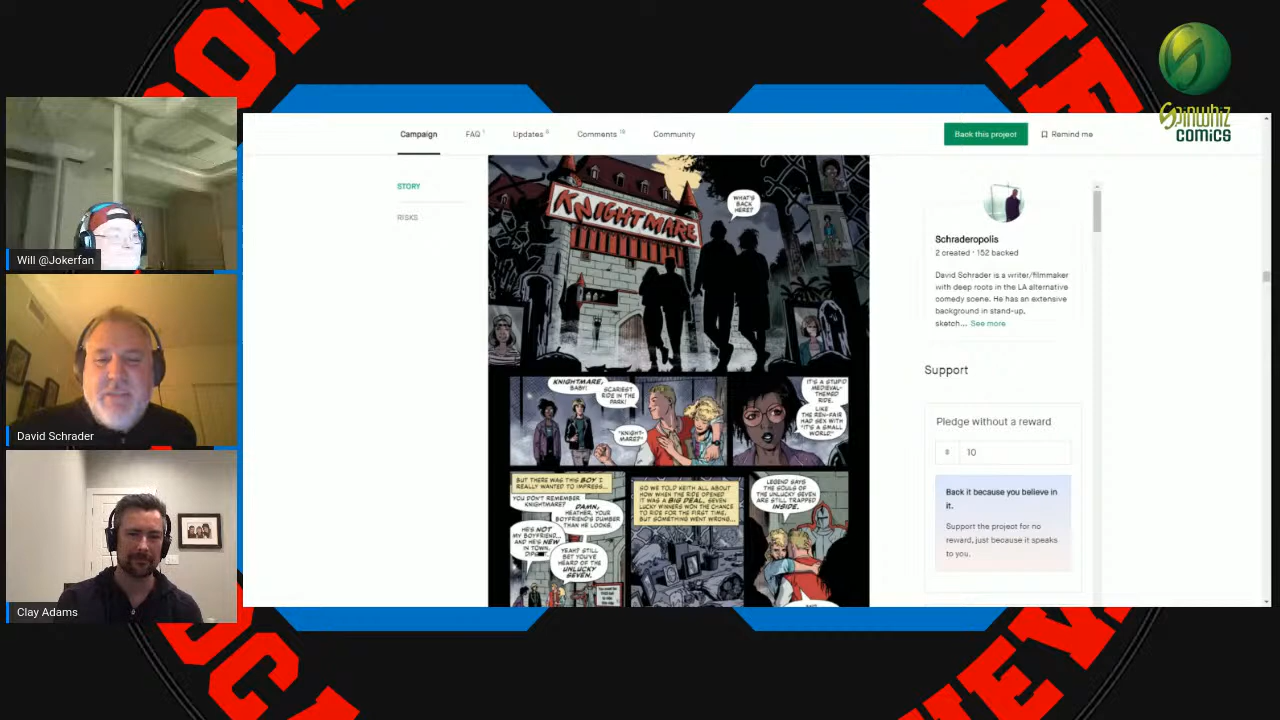 Spinwhiz
COMICS
Will @Jokerfan
David Schrader
Clay Adams
Campaign
FAQ 1
Updates 6
Comments
Community
Back this project
Remind me
STORY
RISKS
KNIGHTMARE
WHAT'S
BACK
HERE?
KNIGHTMARE,
BABY!
SCARIEST
RIDE IN THE
PARK!
"KNIGHT-
MARE?"
IT'S A STUPID
MEDIEVAL-
THEMED
RIDE.
LIKE
THE REN-FAIR
HAD SEX WITH
"IT'S A SMALL
WORLD!"
BUT THERE WAS THIS BOY I
REALLY WANTED TO IMPRESS...
YOU DON'T REMEMBER
KNIGHTMARE?
DAMN,
HEATHER, YOUR
BOYFRIEND'S DUMBER
THAN HE LOOKS.
HE'S NOT
MY BOYFRIEND...
AND HE'S NEW
IN TOWN,
YEAH? STILL
BET YOU'VE
HEARD OF THE
UNLUCKY
SEVEN.
SO WE TOLD KEITH ALL ABOUT
HOW WHEN THE RIDE OPENED
IT WAS A BIG DEAL. SEVEN
LUCKY WINNERS WON THE CHANCE
TO RIDE FOR THE FIRST TIME.
BUT SOMETHING WENT WRONG...
LEGEND SAYS
THE SOULS OF
THE UNLUCKY SEVEN
ARE STILL TRAPPED
INSIDE.
Schraderopolis
2 created · 152 backed
David Schrader is a writer/filmmaker
with deep roots in the LA alternative
comedy scene. He has an extensive
background in stand-up,
sketch... See more
Support
Pledge without a reward
10
Back it because you believe in
it.
Support the project for no
reward, just because it speaks
to you.